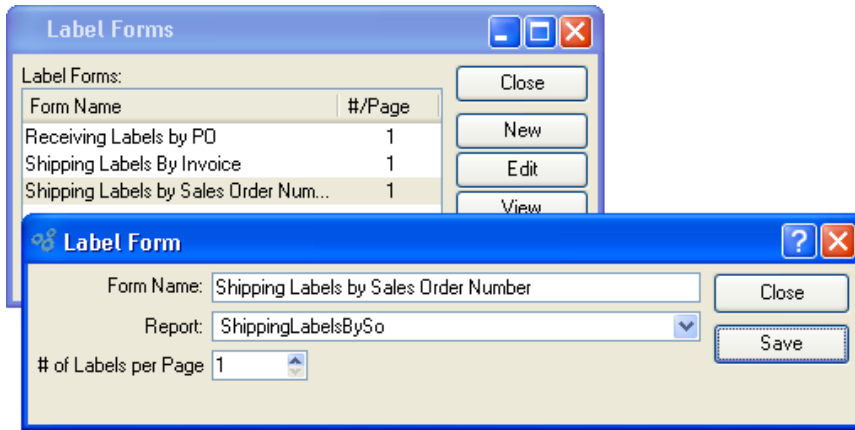 Label Forms
Label Forms:
Close
Form Name #/Page
Receiving Labels by PO 1
New
Shipping Labels By Invoice 1
Edit
Shipping Labels by Sales Order Num... 1
View
Label Form
Form Name: Shipping Labels by Sales Order Number
Close
Report: ShippingLabelsBySo
Save
# of Labels per Page 1